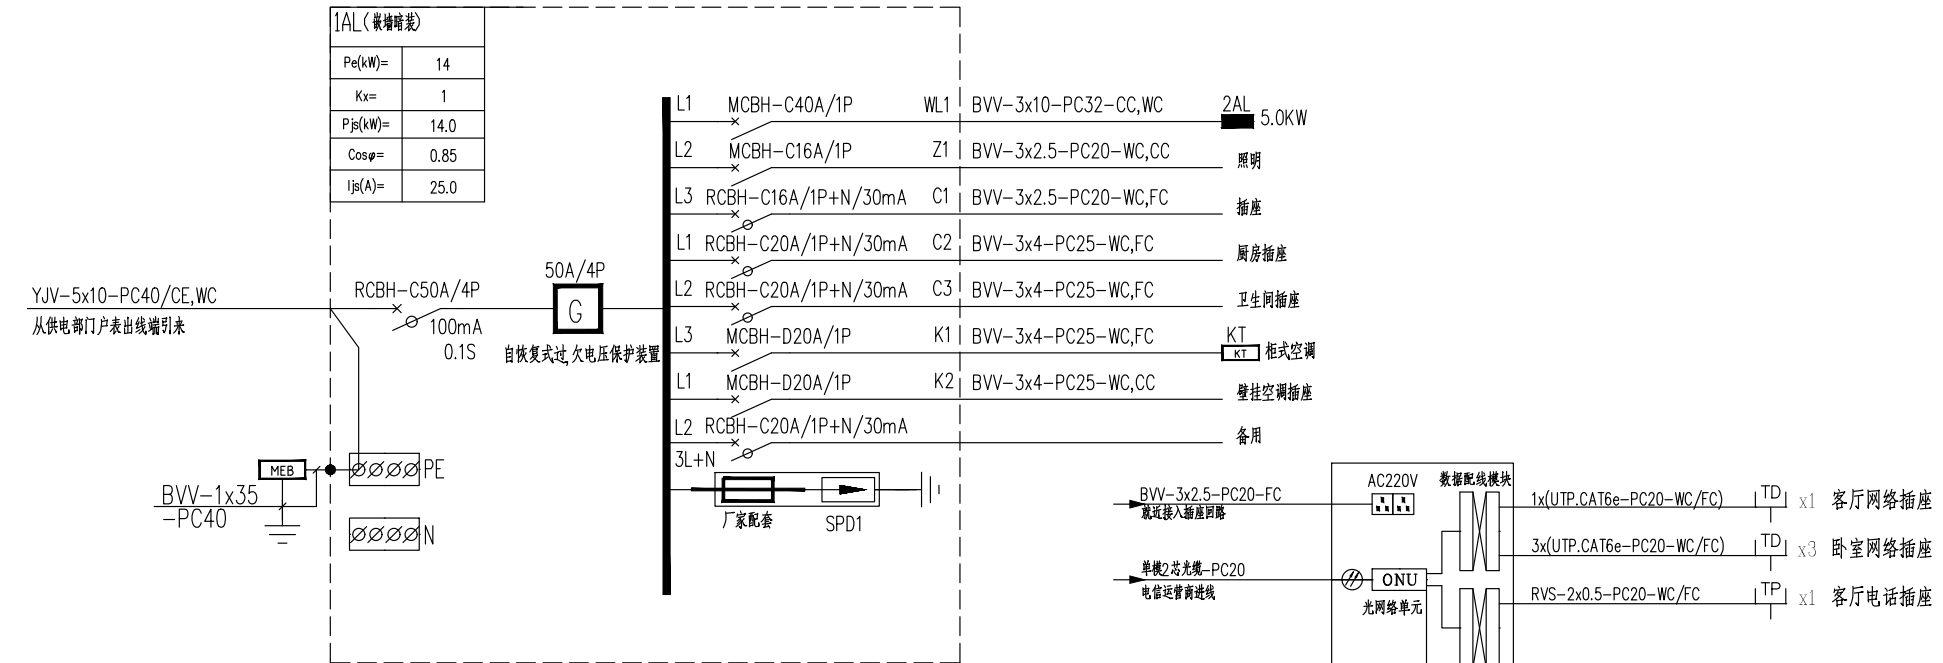 1AL(嵌墙暗装)
Pe(kW)= 14
Kx= 1
Pjs(kW)= 14.0
Cosφ= 0.85
Ijs(A)= 25.0
YJV-5x10-PC40/CE,WC
从供电部门户表出线端引来
RCBH-C50A/4P
100mA
0.1S
50A/4P
G
自恢复式过,欠电压保护装置
MEB
BVV-1x35
-PC40
PE
N
L1 MCBH-C40A/1P WL1 BVV-3x10-PC32-CC,WC 2AL 5.0KW
L2 MCBH-C16A/1P Z1 BVV-3x2.5-PC20-WC,CC 照明
L3 RCBH-C16A/1P+N/30mA C1 BVV-3x2.5-PC20-WC,FC 插座
L1 RCBH-C20A/1P+N/30mA C2 BVV-3x4-PC25-WC,FC 厨房插座
L2 RCBH-C20A/1P+N/30mA C3 BVV-3x4-PC25-WC,FC 卫生间插座
L3 MCBH-D20A/1P K1 BVV-3x4-PC25-WC,FC KT KT 柜式空调
L1 MCBH-D20A/1P K2 BVV-3x4-PC25-WC,CC 壁挂空调插座
L2 RCBH-C20A/1P+N/30mA 备用
3L+N
厂家配套 SPD1
BVV-3x2.5-PC20-FC
就近接入插座回路
AC220V
数据配线模块
单模2芯光缆-PC20
电信运营商进线
ONU
光网络单元
1x(UTP.CAT6e-PC20-WC/FC) TD x1 客厅网络插座
3x(UTP.CAT6e-PC20-WC/FC) TD x3 卧室网络插座
RVS-2x0.5-PC20-WC/FC TP x1 客厅电话插座